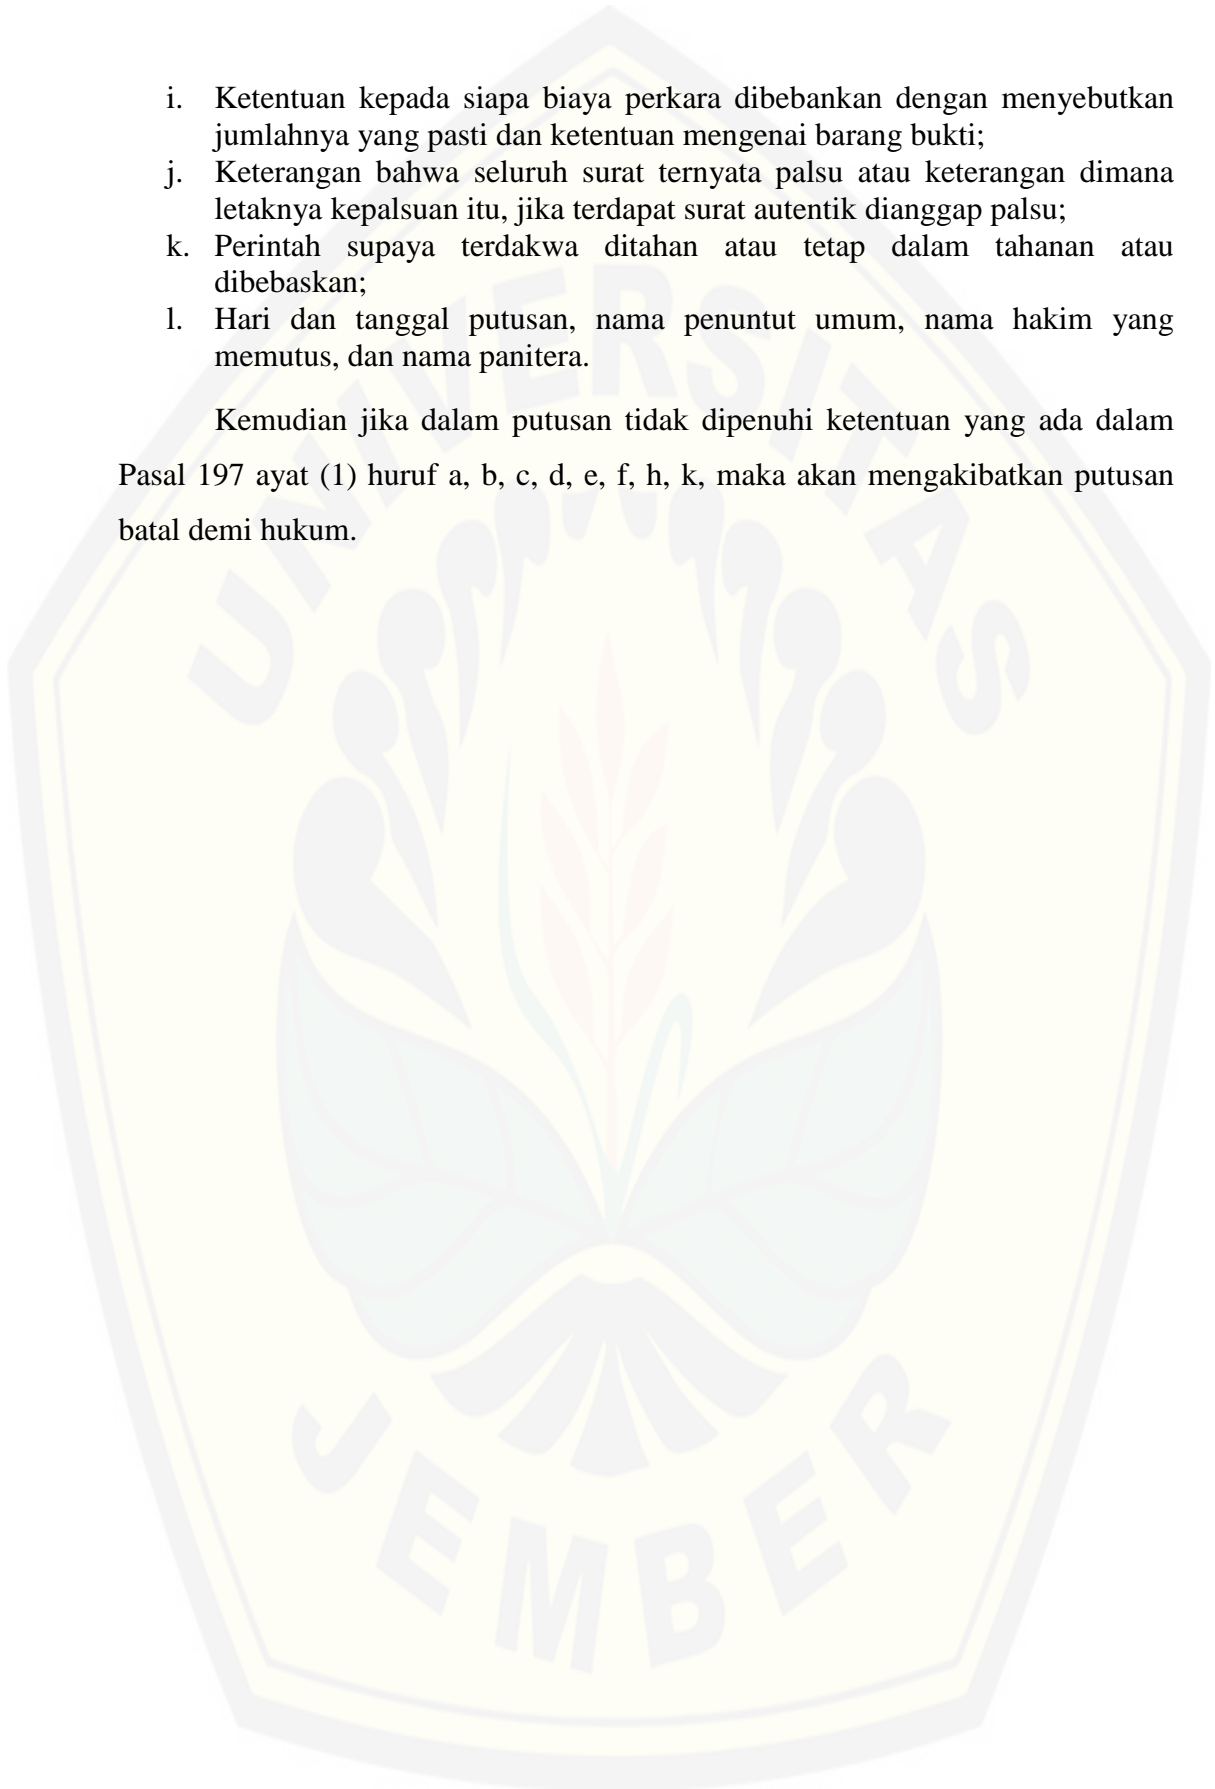 i. Ketentuan kepada siapa biaya perkara dibebankan dengan menyebutkan
jumlahnya yang pasti dan ketentuan mengenai barang bukti;
j. Keterangan bahwa seluruh surat ternyata palsu atau keterangan dimana
letaknya kepalsuan itu, jika terdapat surat autentik dianggap palsu;
k. Perintah supaya terdakwa ditahan atau tetap dalam tahanan atau
dibebaskan;
l. Hari dan tanggal putusan, nama penuntut umum, nama hakim yang
memutus, dan nama panitera.
Kemudian jika dalam putusan tidak dipenuhi ketentuan yang ada dalam
Pasal 197 ayat (1) huruf a, b, c, d, e, f, h, k, maka akan mengakibatkan putusan
batal demi hukum.
UNIVERSITAS
JEMBER